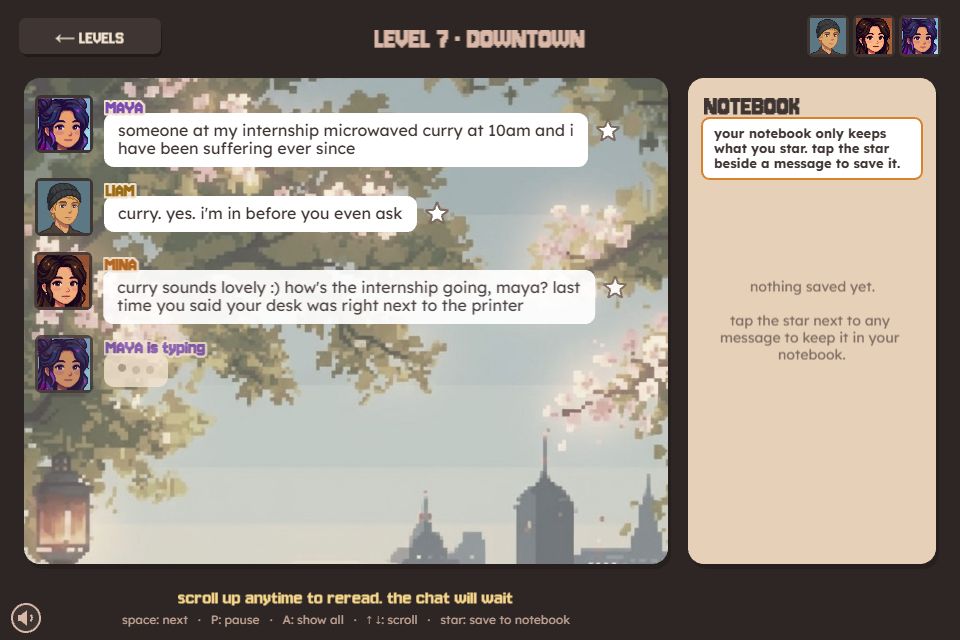 ← LEVELS
LEVEL 7 · DOWNTOWN
MAYA
someone at my internship microwaved curry at 10am and i
have been suffering ever since
LIAM
curry. yes. i'm in before you even ask
MINA
curry sounds lovely :) how's the internship going, maya? last
time you said your desk was right next to the printer
MAYA is typing
NOTEBOOK
your notebook only keeps
what you star. tap the star
beside a message to save it.
nothing saved yet.
tap the star next to any
message to keep it in your
notebook.
scroll up anytime to reread. the chat will wait
space: next · P: pause · A: show all · ↑↓: scroll · star: save to notebook